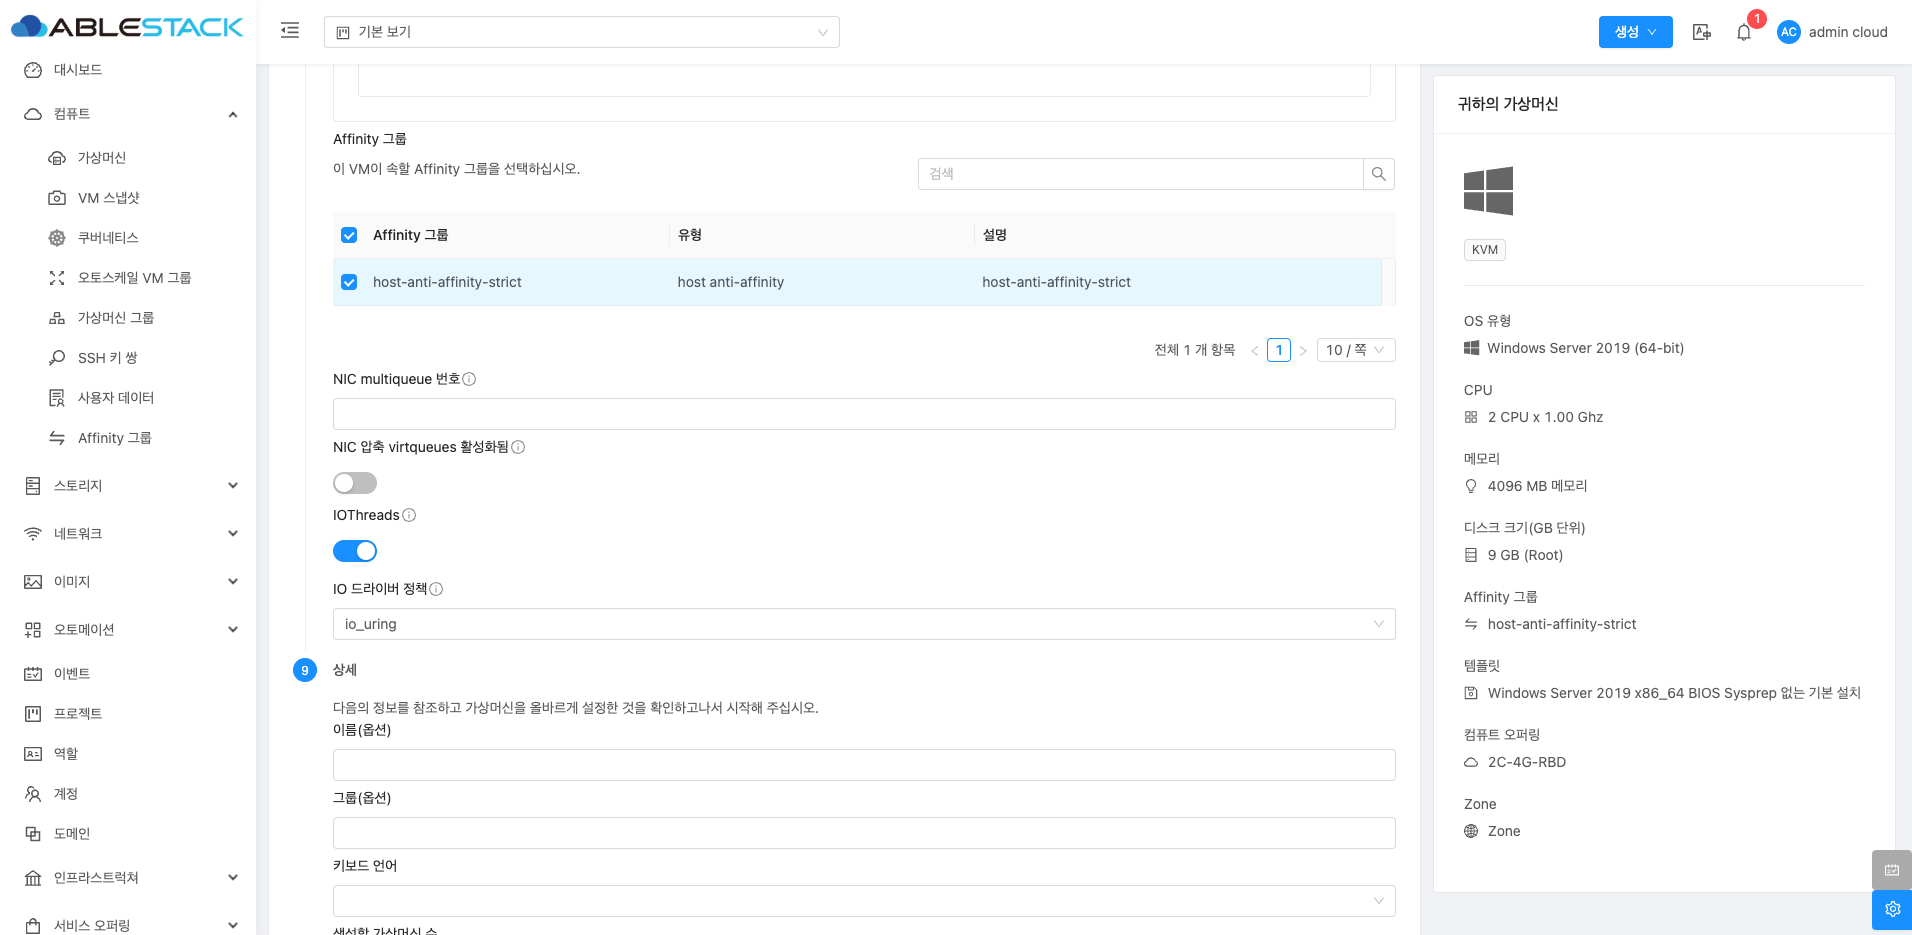 ABLESTACK
기본 보기
생성
1
AC
admin cloud
대시보드
컴퓨트
가상머신
VM 스냅샷
쿠버네티스
오토스케일 VM 그룹
가상머신 그룹
SSH 키 쌍
사용자 데이터
Affinity 그룹
스토리지
네트워크
이미지
오토메이션
이벤트
프로젝트
역할
계정
도메인
인프라스트럭쳐
서비스 오퍼링
Affinity 그룹
이 VM이 속할 Affinity 그룹을 선택하십시오.
검색
Affinity 그룹 유형 설명
host-anti-affinity-strict host anti-affinity host-anti-affinity-strict
전체 1 개 항목 < 1 > 10 / 쪽
NIC multiqueue 번호
NIC 압축 virtqueues 활성화됨
IOThreads
IO 드라이버 정책
io_uring
9 상세
다음의 정보를 참조하고 가상머신을 올바르게 설정한 것을 확인하고나서 시작해 주십시오.
이름(옵션)
그룹(옵션)
키보드 언어
생성할 가상머신 수
귀하의 가상머신
KVM
OS 유형
Windows Server 2019 (64-bit)
CPU
2 CPU x 1.00 Ghz
메모리
4096 MB 메모리
디스크 크기(GB 단위)
9 GB (Root)
Affinity 그룹
host-anti-affinity-strict
템플릿
Windows Server 2019 x86_64 BIOS Sysprep 없는 기본 설치
컴퓨트 오퍼링
2C-4G-RBD
Zone
Zone